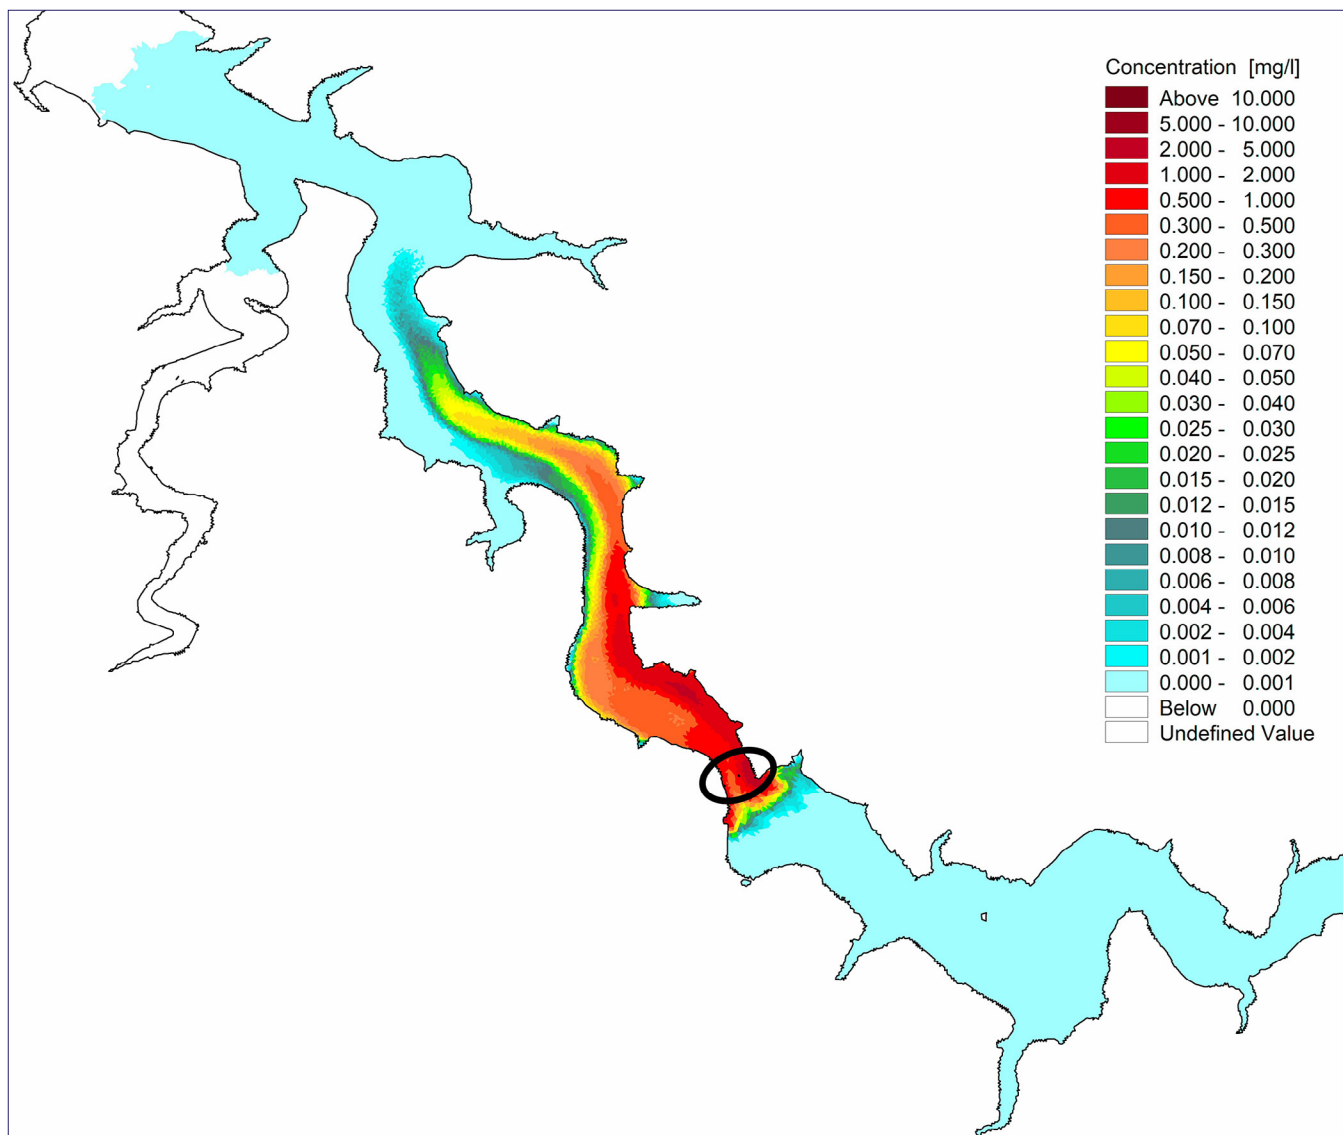 Concentration [mg/l]
Above 10.000
5.000 - 10.000
2.000 - 5.000
1.000 - 2.000
0.500 - 1.000
0.300 - 0.500
0.200 - 0.300
0.150 - 0.200
0.100 - 0.150
0.070 - 0.100
0.050 - 0.070
0.040 - 0.050
0.030 - 0.040
0.025 - 0.030
0.020 - 0.025
0.015 - 0.020
0.012 - 0.015
0.010 - 0.012
0.008 - 0.010
0.006 - 0.008
0.004 - 0.006
0.002 - 0.004
0.001 - 0.002
0.000 - 0.001
Below 0.000
Undefined Value